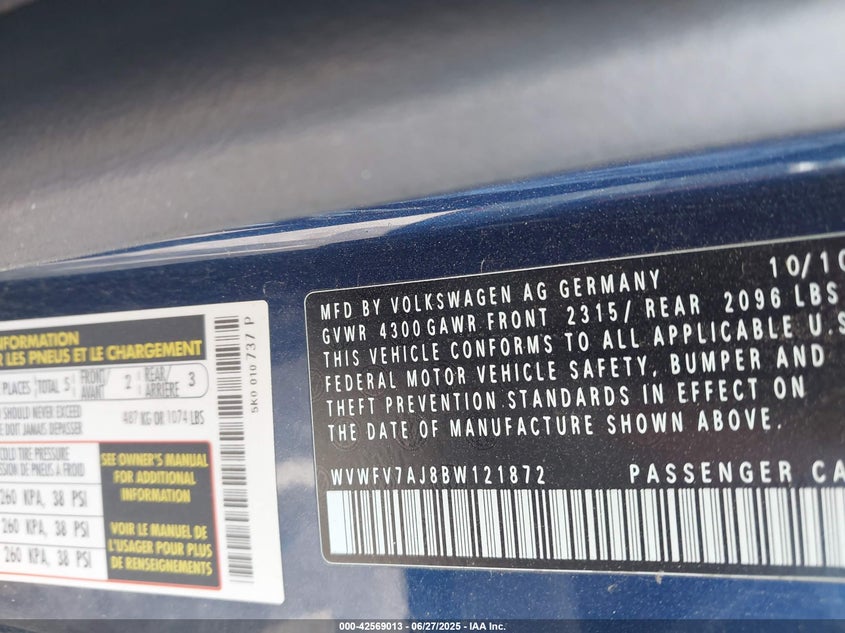 INFORMATION
R LES PNEUS ET LE CHARGEMENT
PLACES TOTAL 5 FRONT/AVANT 2 REAR/ARRIÈRE 3
SHOULD NEVER EXCEED
E DOIT JAMAIS DEPASSER
487 KG OR 1074 LBS
COLD TIRE PRESSURE
ESSION DE PNEUS A FROID
260 KPA, 38 PSI
260 KPA, 38 PSI
260 KPA, 38 PSI
SEE OWNER'S MANUAL
FOR ADDITIONAL
INFORMATION
VOIR LE MANUEL DE
L'USAGER POUR PLUS
DE RENSEIGNEMENTS
5K0 010 737 P
10/10
MFD BY VOLKSWAGEN AG GERMANY
GVWR 4300 GAWR FRONT 2315/ REAR 2096 LBS
THIS VEHICLE CONFORMS TO ALL APPLICABLE U.S
FEDERAL MOTOR VEHICLE SAFETY, BUMPER AND
THEFT PREVENTION STANDARDS IN EFFECT ON
THE DATE OF MANUFACTURE SHOWN ABOVE.
WVWFV7AJ8BW121872 PASSENGER CA
000-42569013 - 06/27/2025 - IAA Inc.